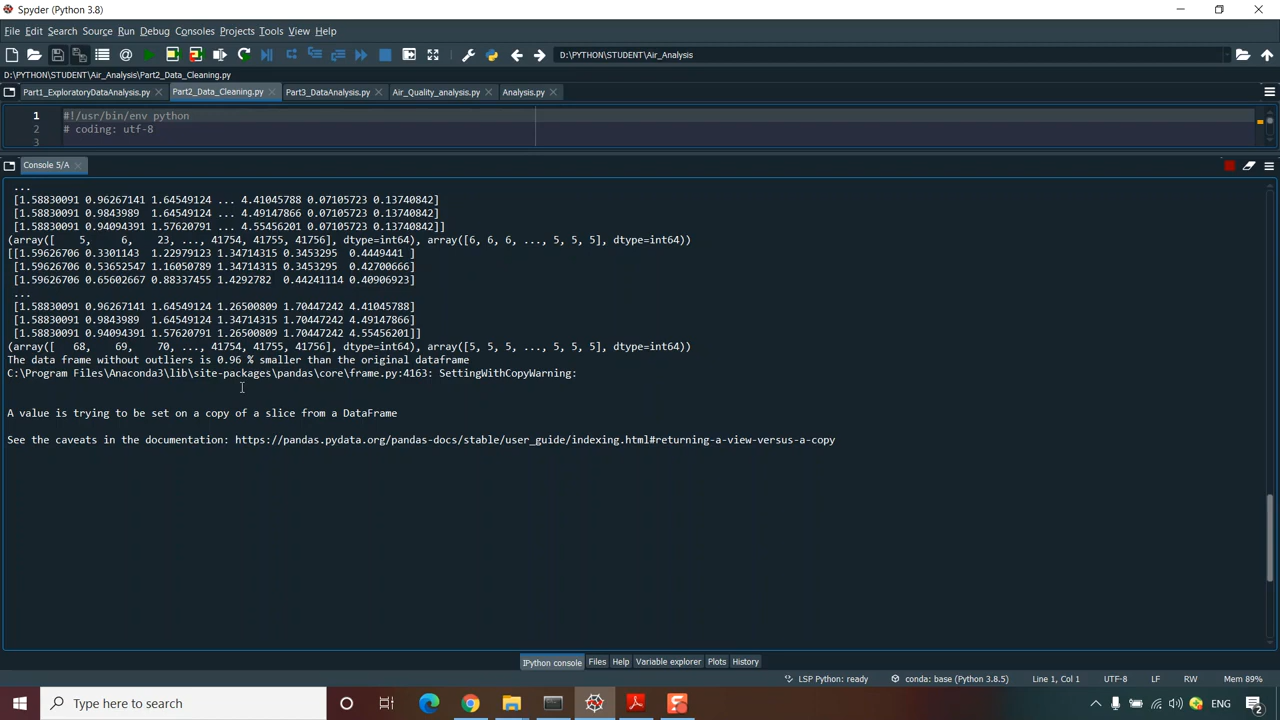 Spyder (Python 3.8)
File Edit Search Source Run Debug Consoles Projects Tools View Help
D:\PYTHON\STUDENT\Air_Analysis
D:\PYTHON\STUDENT\Air_Analysis\Part2_Data_Cleaning.py
Part1_ExploratoryDataAnalysis.py Part2_Data_Cleaning.py Part3_DataAnalysis.py Air_Quality_analysis.py Analysis.py
1 #!/usr/bin/env python
2 # coding: utf-8
3
Console 5/A
...
[1.58830091 0.96267141 1.64549124 ... 4.41045788 0.07105723 0.13740842]
[1.58830091 0.9843989 1.64549124 ... 4.49147866 0.07105723 0.13740842]
[1.58830091 0.94094391 1.57620791 ... 4.55456201 0.07105723 0.13740842]]
(array([ 5, 6, 23, ..., 41754, 41755, 41756], dtype=int64), array([6, 6, 6, ..., 5, 5, 5], dtype=int64))
[[1.59626706 0.3301143 1.22979123 1.34714315 0.3453295 0.4449441 ]
[1.59626706 0.53652547 1.16050789 1.34714315 0.3453295 0.42700666]
[1.59626706 0.65602667 0.88337455 1.4292782 0.44241114 0.40906923]
...
[1.58830091 0.96267141 1.64549124 1.26500809 1.70447242 4.41045788]
[1.58830091 0.9843989 1.64549124 1.34714315 1.70447242 4.49147866]
[1.58830091 0.94094391 1.57620791 1.26500809 1.70447242 4.55456201]]
(array([ 68, 69, 70, ..., 41754, 41755, 41756], dtype=int64), array([5, 5, 5, ..., 5, 5, 5], dtype=int64))
The data frame without outliers is 0.96 % smaller than the original dataframe
C:\Program Files\Anaconda3\lib\site-packages\pandas\core\frame.py:4163: SettingWithCopyWarning:
A value is trying to be set on a copy of a slice from a DataFrame
See the caveats in the documentation: https://pandas.pydata.org/pandas-docs/stable/user_guide/indexing.html#returning-a-view-versus-a-copy
IPython console Files Help Variable explorer Plots History
LSP Python: ready conda: base (Python 3.8.5) Line 1, Col 1 UTF-8 LF RW Mem 89%
Type here to search
ENG
2